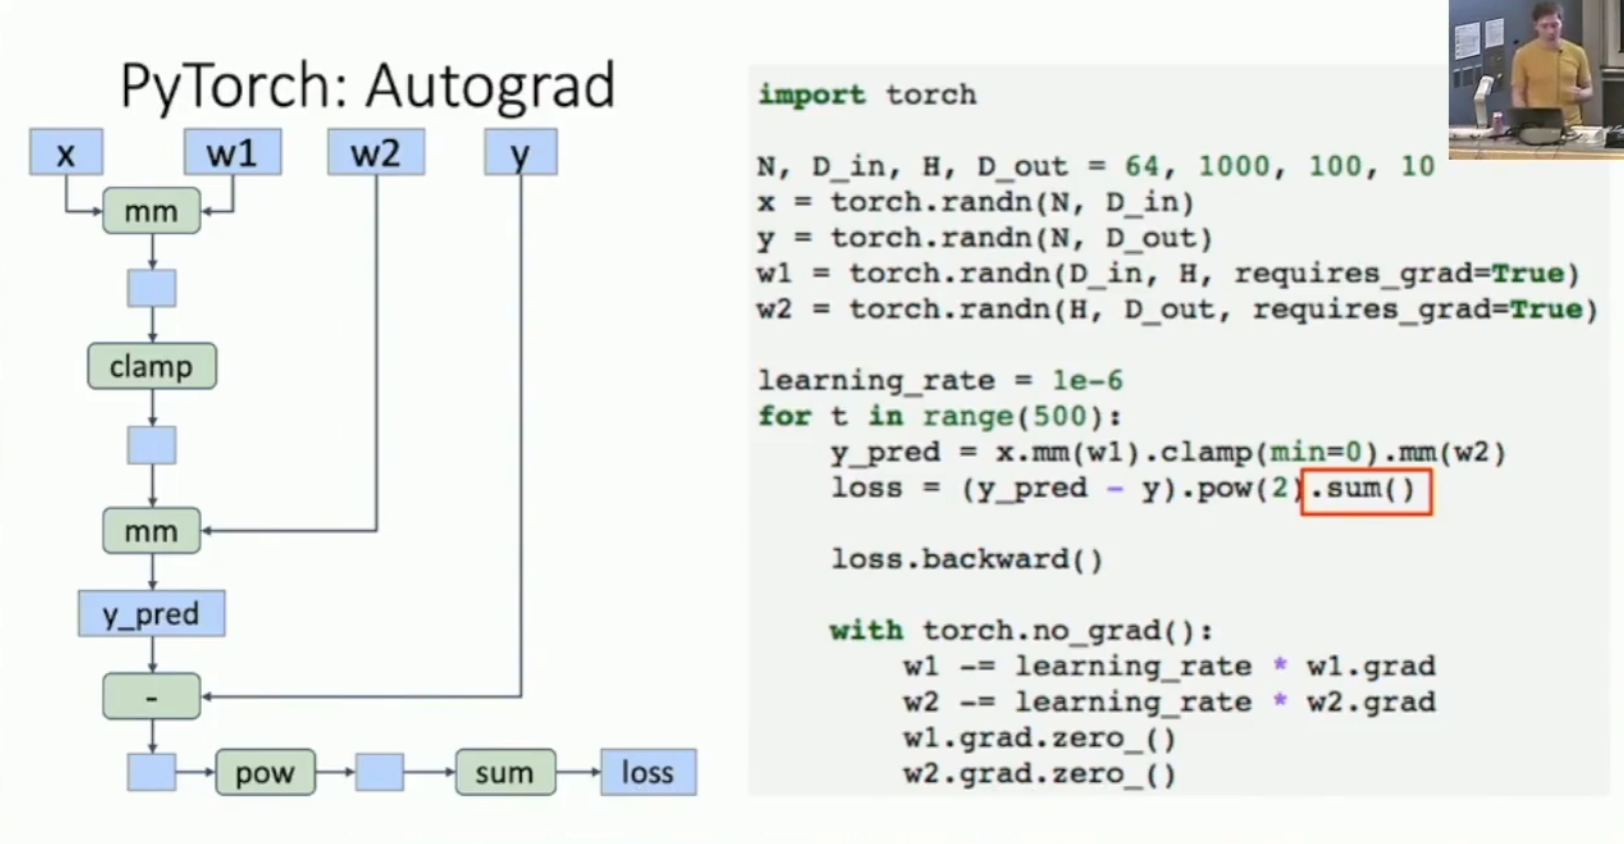 PyTorch: Autograd
x
w1
w2
y
mm
clamp
mm
y_pred
-
pow
sum
loss
import torch
N, D_in, H, D_out = 64, 1000, 100, 10
x = torch.randn(N, D_in)
y = torch.randn(N, D_out)
w1 = torch.randn(D_in, H, requires_grad=True)
w2 = torch.randn(H, D_out, requires_grad=True)
learning_rate = 1e-6
for t in range(500):
    y_pred = x.mm(w1).clamp(min=0).mm(w2)
    loss = (y_pred - y).pow(2).sum()
    loss.backward()
    with torch.no_grad():
        w1 -= learning_rate * w1.grad
        w2 -= learning_rate * w2.grad
        w1.grad.zero_()
        w2.grad.zero_()